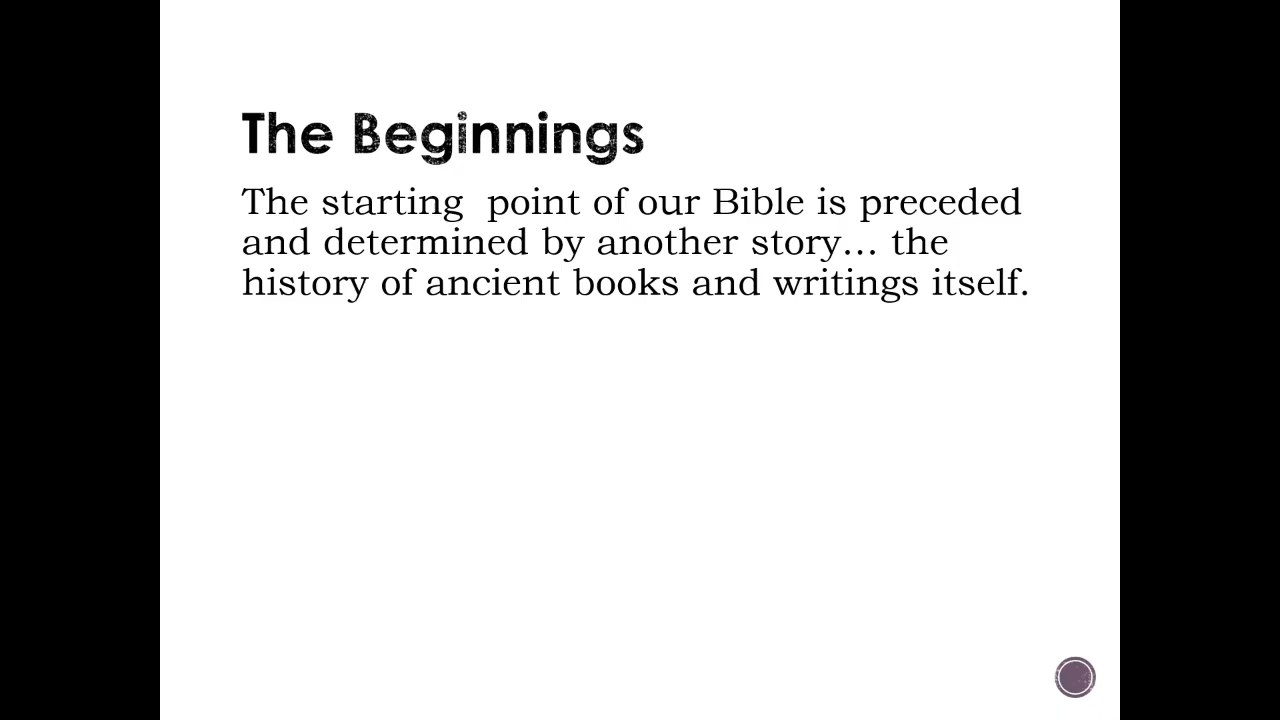 The Beginnings
The starting  point of our Bible is preceded
and determined by another story... the
history of ancient books and writings itself.